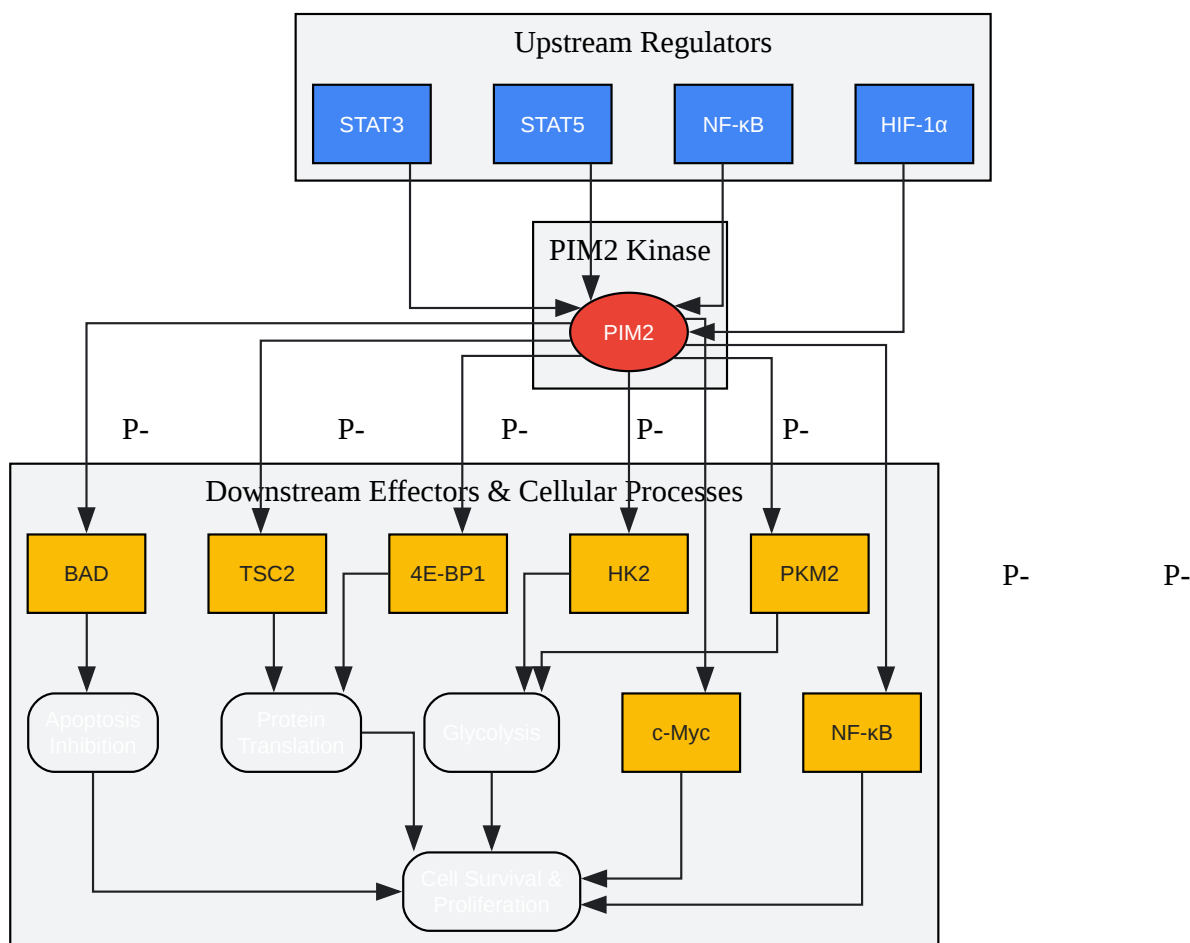 Upstream Regulators
STAT3
STAT5
NF-κB
HIF-1α
PIM2 Kinase
PIM2
P-
P-
P-
P-
P-
Downstream Effectors & Cellular Processes
BAD
TSC2
4E-BP1
HK2
PKM2
P-
P-
Apoptosis
Inhibition
Protein
Translation
Glycolysis
c-Myc
NF-κB
Cell Survival &
Proliferation